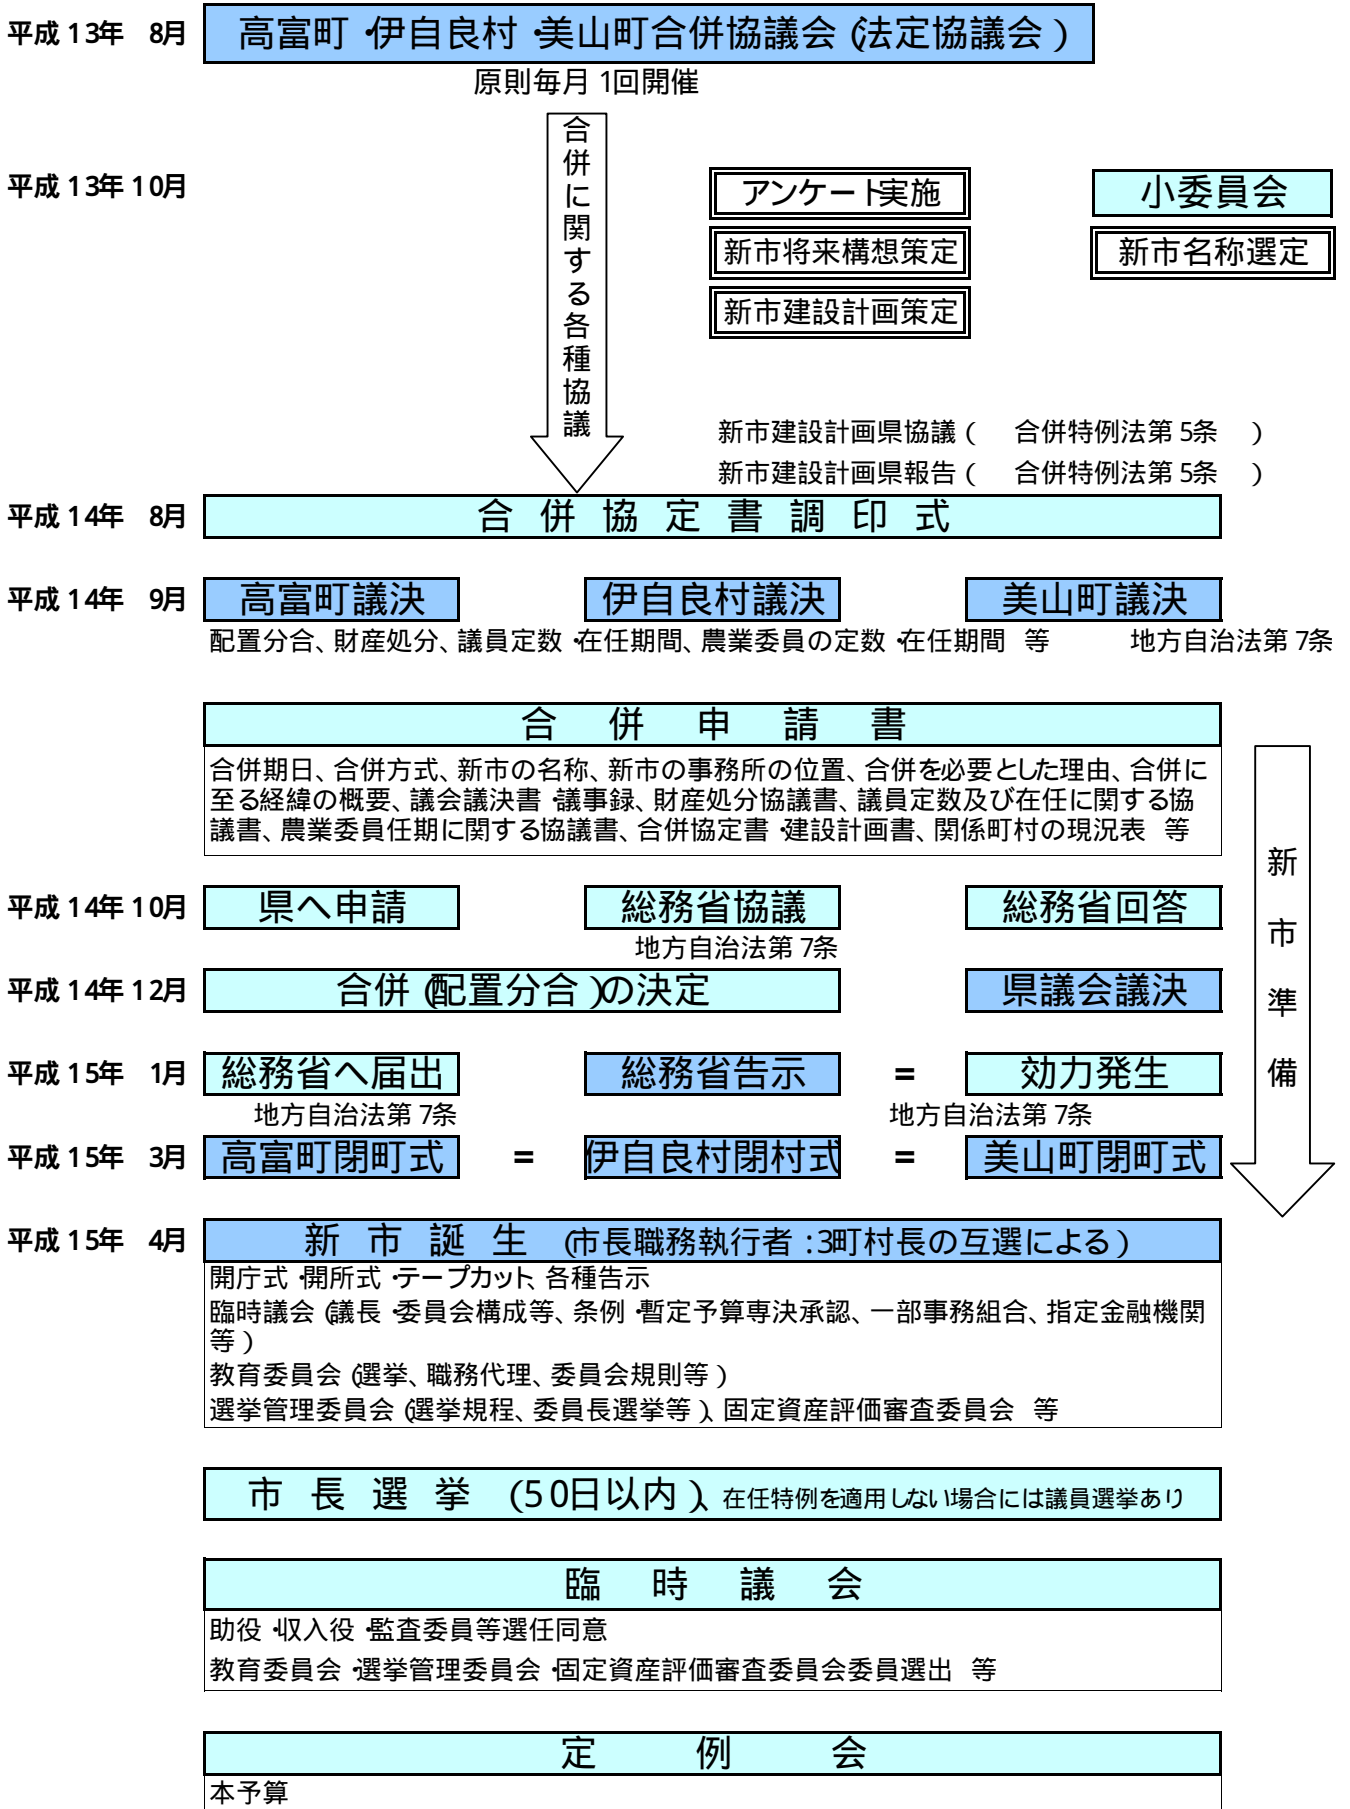 平成13年 8月 高富町・伊自良村・美山町合併協議会(法定協議会)
原則毎月1回開催
合併に関する各種協議
平成13年10月 アンケート実施 小委員会
新市将来構想策定 新市名称選定
新市建設計画策定
新市建設計画県協議( 合併特例法第5条 )
新市建設計画県報告( 合併特例法第5条 )
平成14年 8月 合併協定書調印式
平成14年 9月 高富町議決 伊自良村議決 美山町議決
配置分合、財産処分、議員定数・在任期間、農業委員の定数・在任期間 等 地方自治法第7条
合併申請書
合併期日、合併方式、新市の名称、新市の事務所の位置、合併を必要とした理由、合併に
至る経緯の概要、議会議決書・議事録、財産処分協議書、議員定数及び在任に関する協
議書、農業委員任期に関する協議書、合併協定書・建設計画書、関係町村の現況表 等
新市準備
平成14年10月 県へ申請 総務省協議 総務省回答
地方自治法第7条
平成14年12月 合併(配置分合)の決定 県議会議決
平成15年 1月 総務省へ届出 総務省告示 = 効力発生
地方自治法第7条 地方自治法第7条
平成15年 3月 高富町閉町式 = 伊自良村閉村式 = 美山町閉町式
平成15年 4月 新市誕生 (市長職務執行者:3町村長の互選による)
開庁式・開所式・テープカット、各種告示
臨時議会(議長・委員会構成等、条例・暫定予算専決承認、一部事務組合、指定金融機関
等)
教育委員会(選挙、職務代理、委員会規則等)
選挙管理委員会(選挙規程、委員長選挙等)、固定資産評価審査委員会 等
市長選挙 (50日以内)、在任特例を適用しない場合には議員選挙あり
臨時議会
助役・収入役・監査委員等選任同意
教育委員会・選挙管理委員会・固定資産評価審査委員会委員選出 等
定例会
本予算